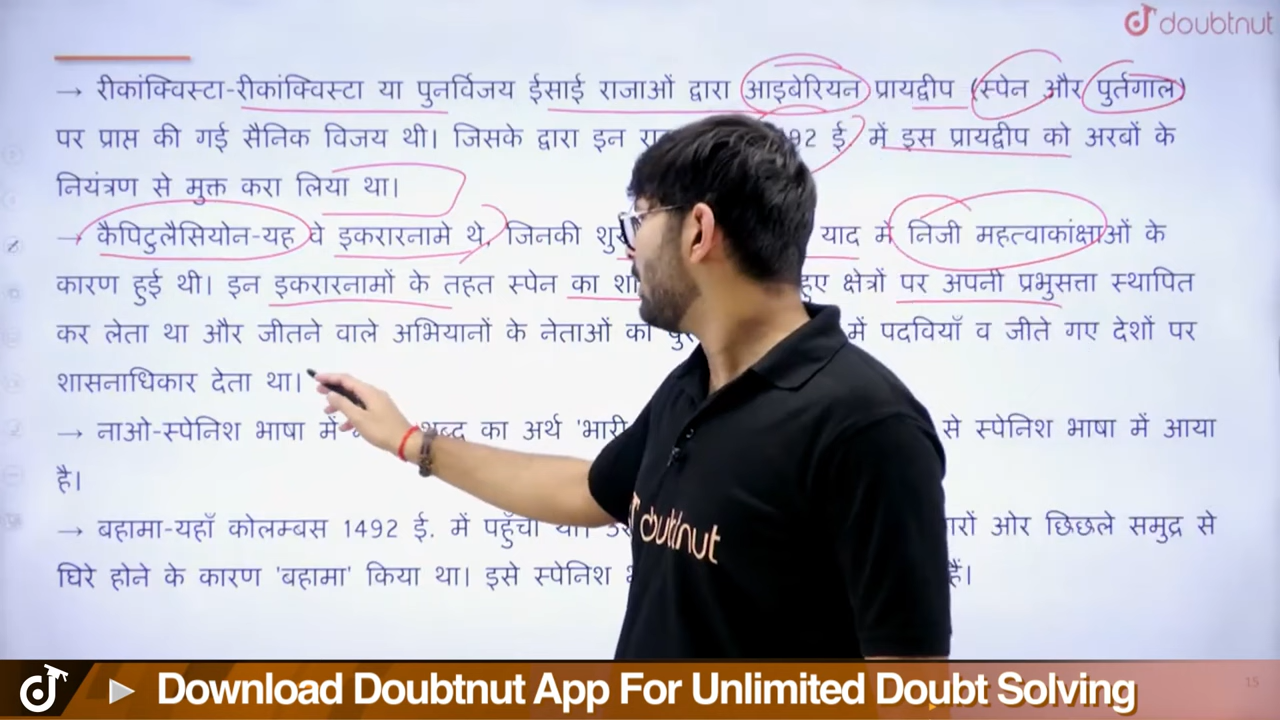 doubtnut
→ रीकांक्विस्टा-रीकांक्विस्टा या पुनर्विजय ईसाई राजाओं द्वारा आइबेरियन प्रायद्वीप (स्पेन और पुर्तगाल)
पर प्राप्त की गई सैनिक विजय थी। जिसके द्वारा इन ई. में इस प्रायद्वीप को अरबों के
नियंत्रण से मुक्त करा लिया था।
→ कैपिटुलैसियोन-यह वे इकरारनामे थे, जिनकी याद में निजी महत्वाकांक्षाओं के
कारण हुई थी। इन इकरारनामों के तहत स्पेन का हुए क्षेत्रों पर अपनी प्रभुसत्ता स्थापित
कर लेता था और जीतने वाले अभियानों के नेताओं को में पदवियाँ व जीते गए देशों पर
शासनाधिकार देता था।
→ नाओ-स्पेनिश भाषा में शब्द का अर्थ 'भारी से स्पेनिश भाषा में आया
है।
→ बहामा-यहाँ कोलम्बस 1492 ई. में पहुँचा था। ओर छिछले समुद्र से
घिरे होने के कारण 'बहामा' किया था। इसे स्पेनिश हैं।
doubtnut
Download Doubtnut App For Unlimited Doubt Solving
15